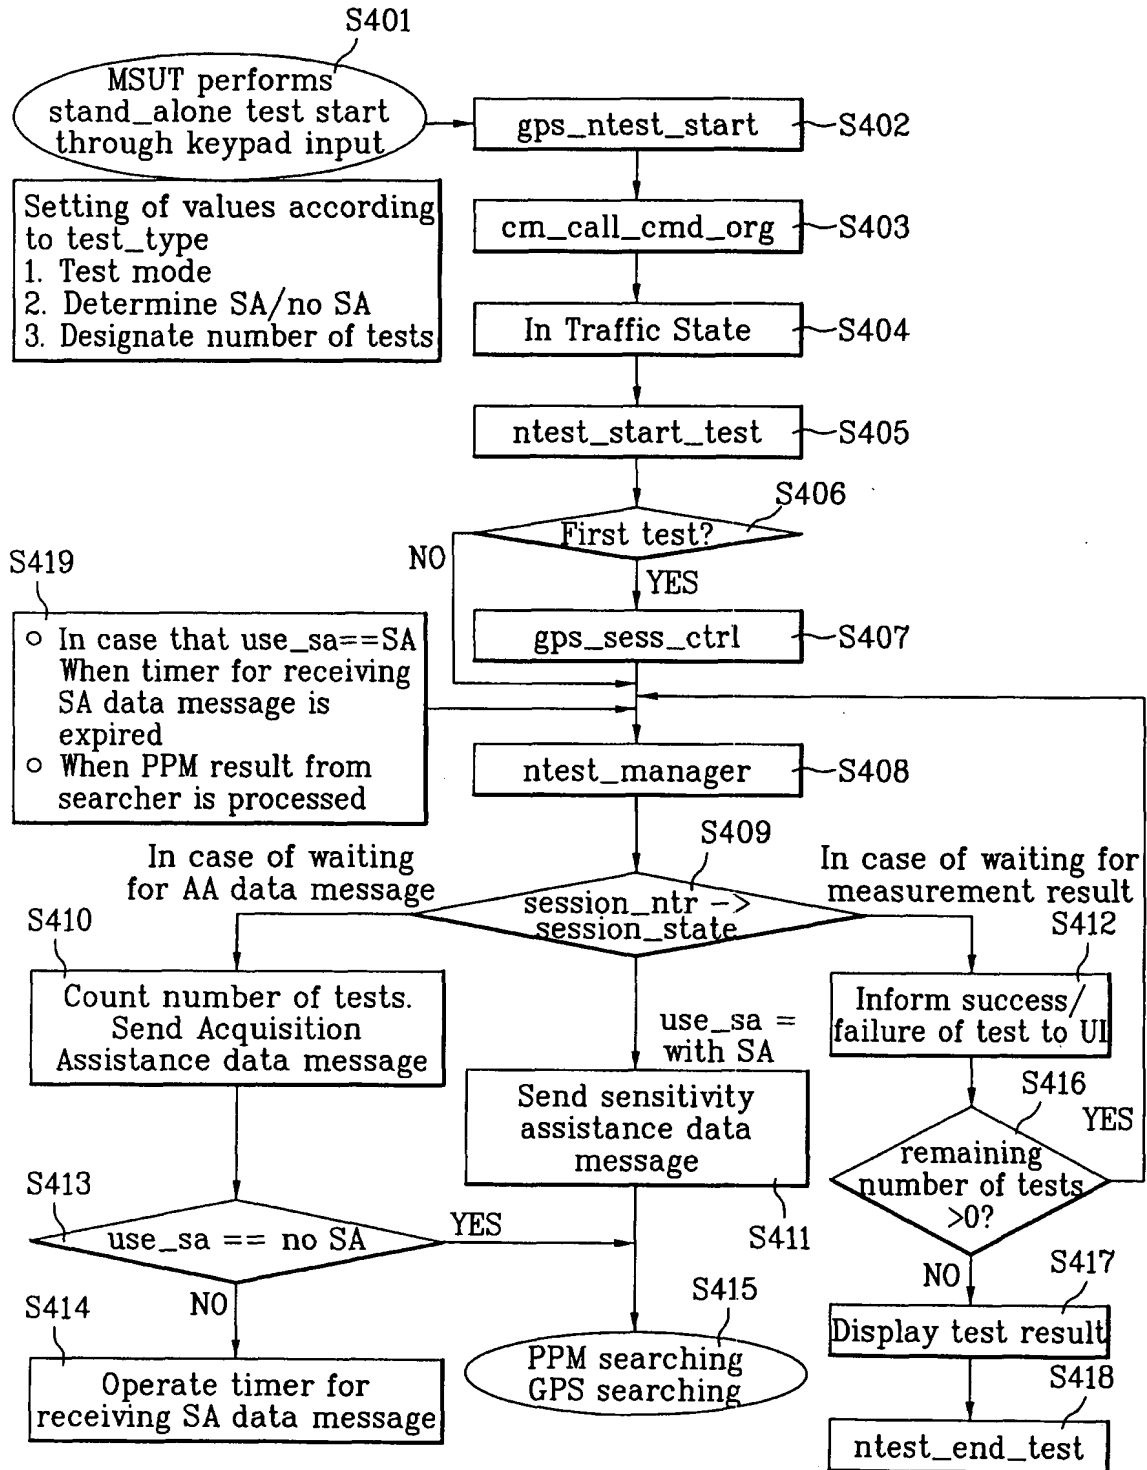 S401
MSUT performs
stand_alone test start
through keypad input
gps_ntest_start
S402
Setting of values according
to test_type
1. Test mode
2. Determine SA/no SA
3. Designate number of tests
cm_call_cmd_org
S403
In Traffic State
S404
ntest_start_test
S405
S406
First test?
NO
YES
S419
○ In case that use_sa==SA
When timer for receiving
SA data message is
expired
○ When PPM result from
searcher is processed
gps_sess_ctrl
S407
ntest_manager
S408
S409
In case of waiting
for AA data message
In case of waiting for
measurement result
session_ntr ->
session_state
S410
Count number of tests.
Send Acquisition
Assistance data message
S412
Inform success/
failure of test to UI
use_sa =
with SA
Send sensitivity
assistance data
message
S411
S416
YES
remaining
number of tests
>0?
S413
use_sa == no SA
YES
NO
NO
S414
Operate timer for
receiving SA data message
S415
PPM searching
GPS searching
S417
Display test result
S418
ntest_end_test